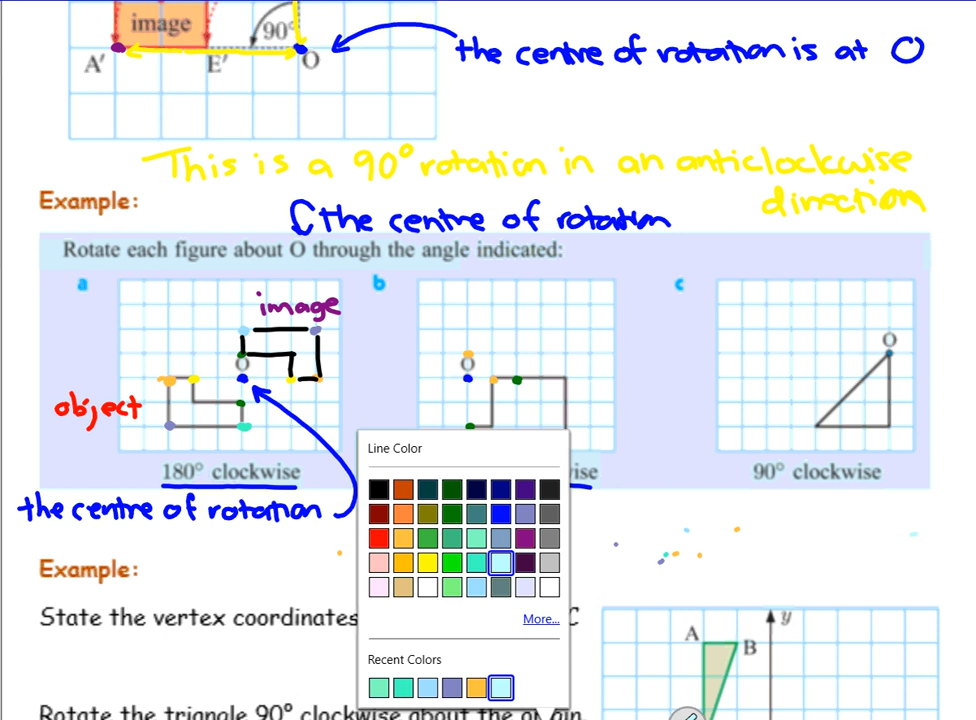 image
90°
A′
E′
O
the centre of rotation is at O
This is a 90° rotation in an anticlockwise
direction
Example:
the centre of rotation
Rotate each figure about O through the angle indicated:
a
b
c
image
O
O
O
object
180° clockwise
90° clockwise
the centre of rotation
Line Color
More...
Recent Colors
Example:
State the vertex coordinates
C
A
B
y
Rotate the triangle 90° clockwise about the